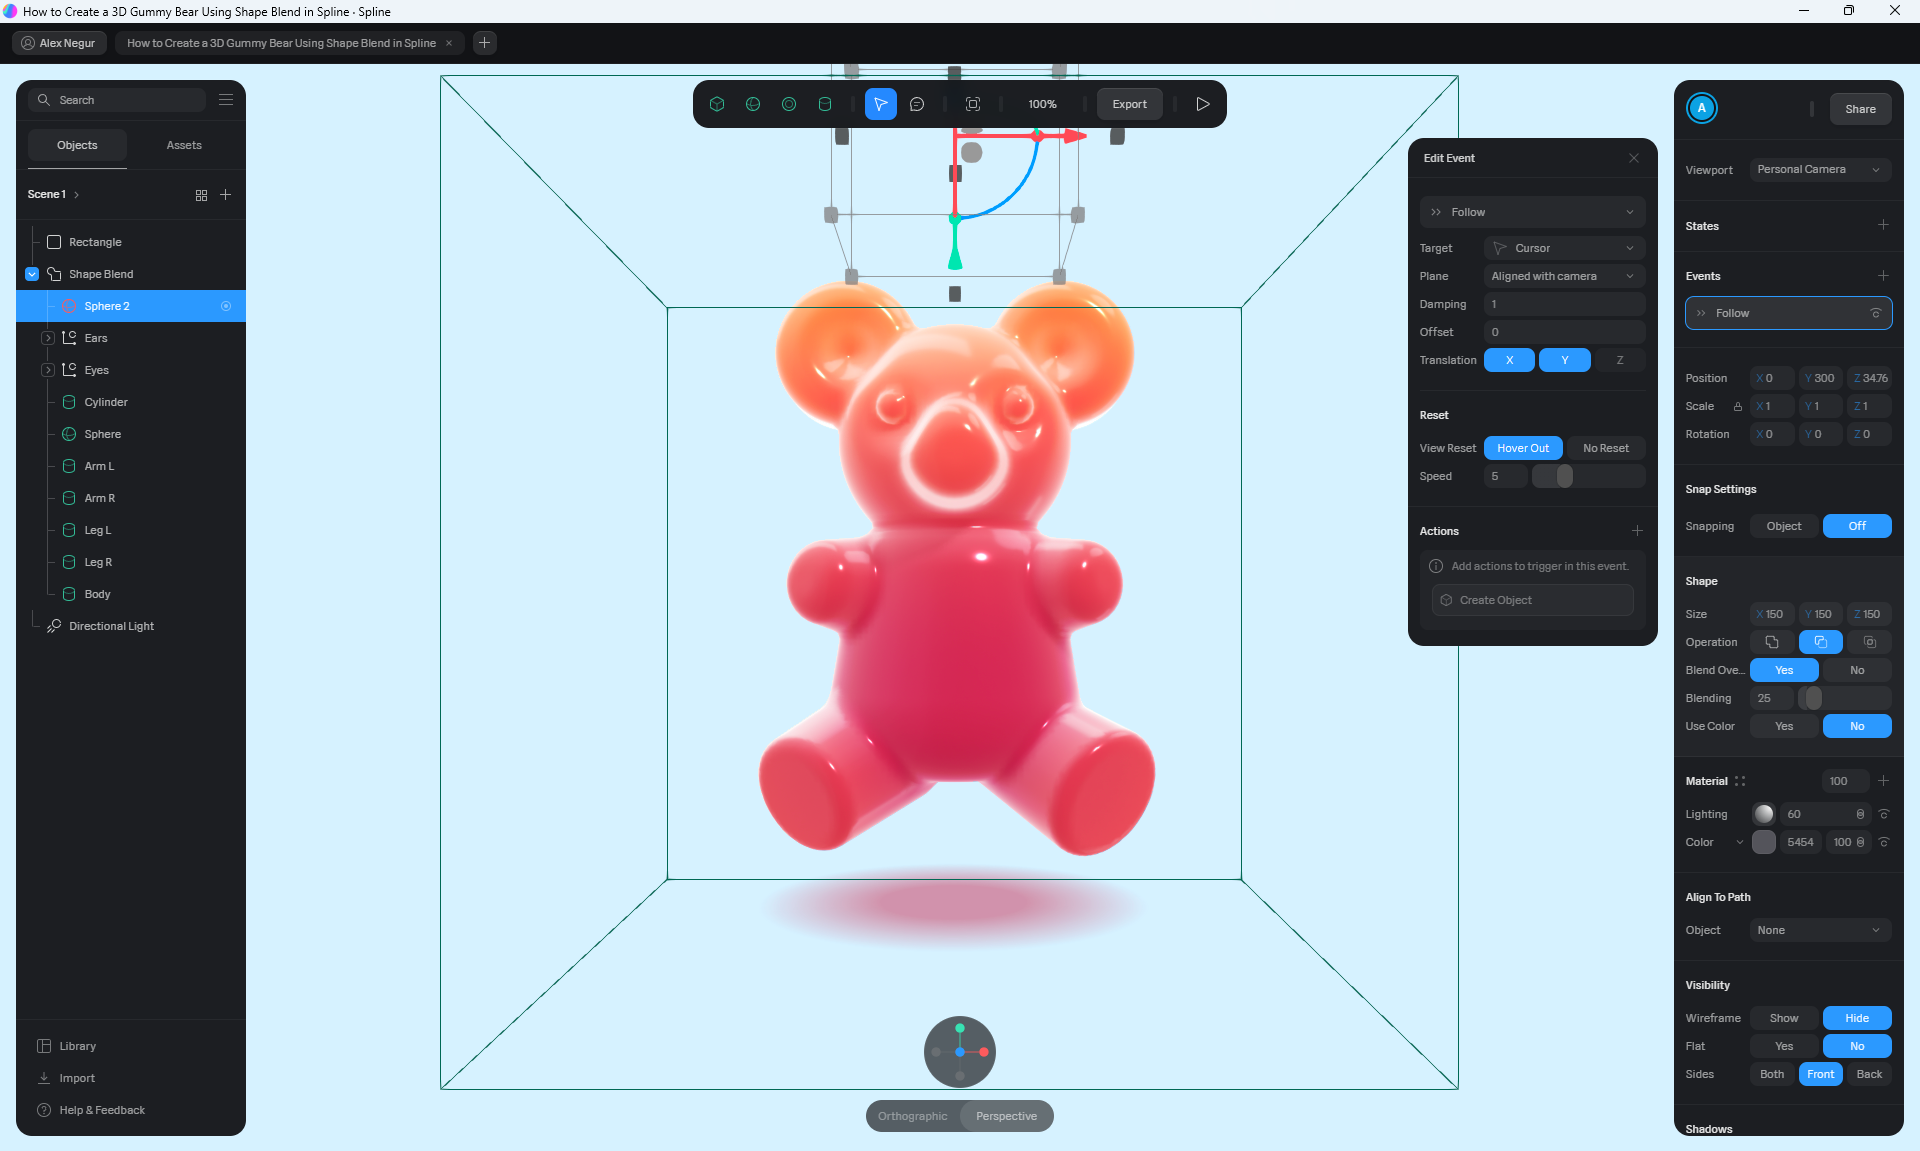 How to Create a 3D Gummy Bear Using Shape Blend in Spline · Spline
Alex Negur
How to Create a 3D Gummy Bear Using Shape Blend in Spline
Search
Objects
Assets
Scene 1
Rectangle
Shape Blend
Sphere 2
Ears
Eyes
Cylinder
Sphere
Arm L
Arm R
Leg L
Leg R
Body
Directional Light
Library
Import
Help & Feedback
100%
Export
Orthographic
Perspective
Edit Event
Follow
Target Cursor
Plane Aligned with camera
Damping 1
Offset 0
Translation X Y Z
Reset
View Reset Hover Out No Reset
Speed 5
Actions
Add actions to trigger in this event.
Create Object
A
Share
Viewport Personal Camera
States
Events
Follow
Position X 0 Y 300 Z 34.76
Scale X 1 Y 1 Z 1
Rotation X 0 Y 0 Z 0
Snap Settings
Snapping Object Off
Shape
Size X 150 Y 150 Z 150
Operation
Blend Ove... Yes No
Blending 25
Use Color Yes No
Material 100
Lighting 60
Color 5454 100
Align To Path
Object None
Visibility
Wireframe Show Hide
Flat Yes No
Sides Both Front Back
Shadows